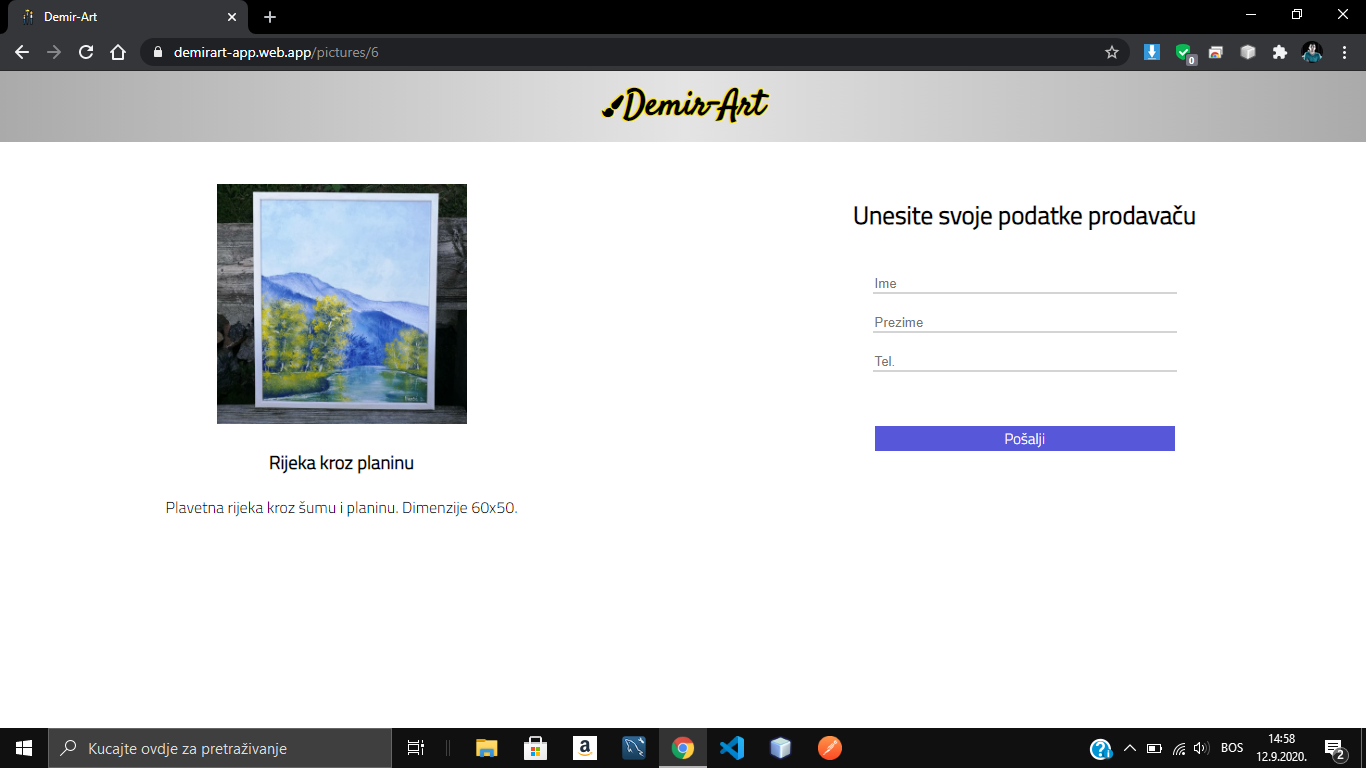 Demir-Art
demirart-app.web.app/pictures/6
0
Demir-Art
Unesite svoje podatke prodavaču
Ime
Prezime
Tel.
Pošalji
Rijeka kroz planinu
Plavetna rijeka kroz šumu i planinu. Dimenzije 60x50.
Kucajte ovdje za pretraživanje
a
?
BOS
14:58
12.9.2020.
2